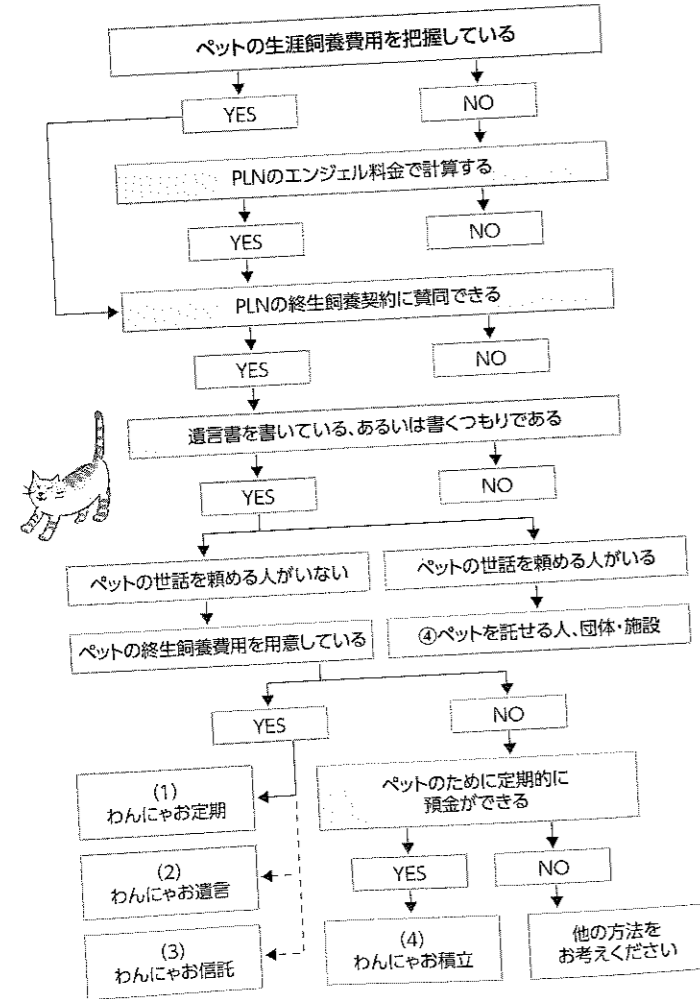 ペットの生涯飼養費用を把握している
YES
NO
PLNのエンジェル料金で計算する
YES
NO
PLNの終生飼養契約に賛同できる
YES
NO
遺言書を書いている、あるいは書くつもりである
YES
NO
ペットの世話を頼める人がいない
ペットの世話を頼める人がいる
ペットの終生飼養費用を用意している
④ペットを託せる人、団体・施設
YES
NO
(1)
わんにゃお定期
ペットのために定期的に
預金ができる
(2)
わんにゃお遺言
YES
NO
(3)
わんにゃお信託
(4)
わんにゃお積立
他の方法を
お考えください